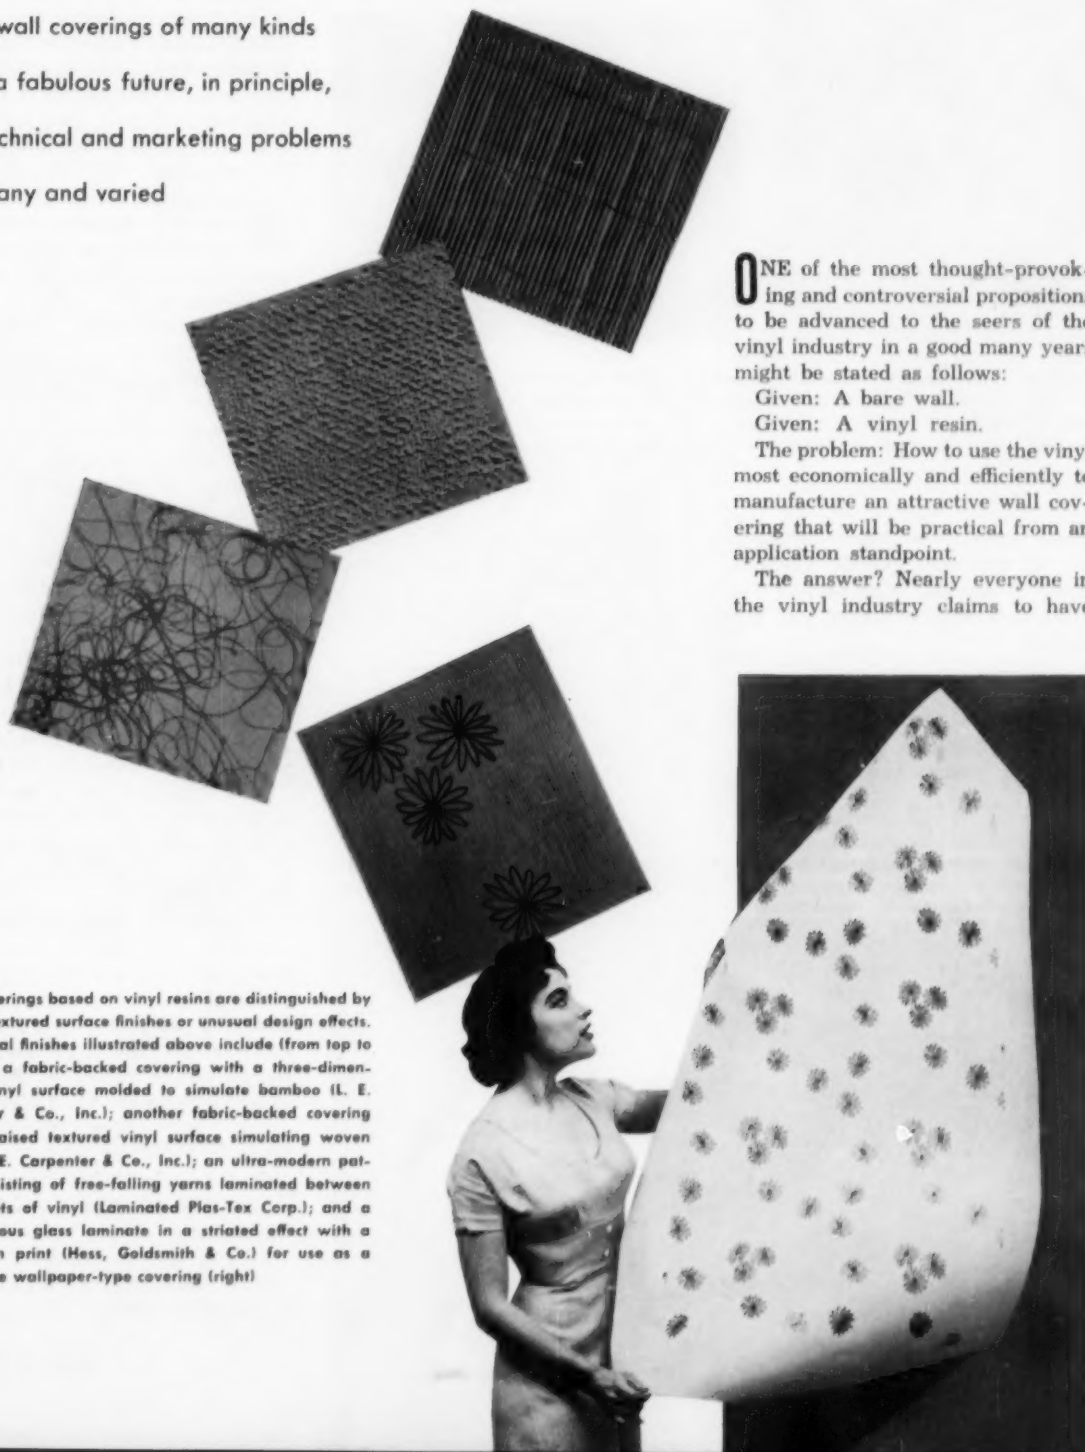 wall coverings of many kinds
a fabulous future, in principle,
chnical and marketing problems
any and varied
ONE of the most thought-provok-
ing and controversial proposition
to be advanced to the seers of the
vinyl industry in a good many year
might be stated as follows:
Given: A bare wall.
Given: A vinyl resin.
The problem: How to use the viny
most economically and efficiently to
manufacture an attractive wall cov-
ering that will be practical from an
application standpoint.
The answer? Nearly everyone in
the vinyl industry claims to have
erings based on vinyl resins are distinguished by
xtured surface finishes or unusual design effects.
al finishes illustrated above include (from top to
a fabric-backed covering with a three-dimen-
nyl surface molded to simulate bamboo (L. E.
r & Co., Inc.); another fabric-backed covering
aised textured vinyl surface simulating woven
E. Carpenter & Co., Inc.); an ultra-modern pat-
isting of free-falling yarns laminated between
ts of vinyl (Laminated Plas-Tex Corp.); and a
ous glass laminate in a striated effect with a
n print (Hess, Goldsmith & Co.) for use as a
e wallpaper-type covering (right)